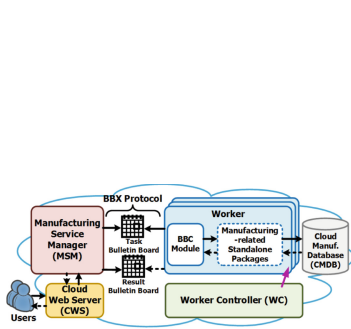 BBX Protocol
Manufacturing
Service
Manager
(MSM)
Task
Bulletin Board
Result
Bulletin Board
Worker
BBC
Module
Manufacturing
-related
Standalone
Packages
Cloud
Manuf.
Database
(CMDB)
Users
Cloud
Web Server
(CWS)
Worker Controller (WC)